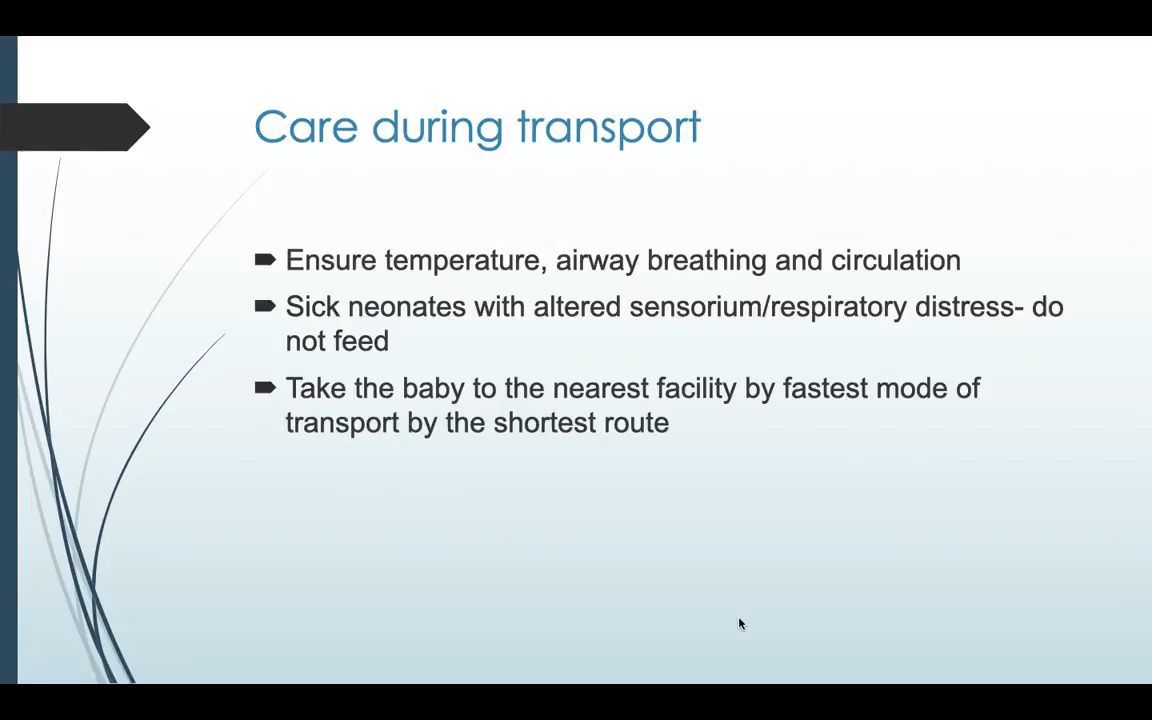 Care during transport
Ensure temperature, airway breathing and circulation
Sick neonates with altered sensorium/respiratory distress- do
not feed
Take the baby to the nearest facility by fastest mode of
transport by the shortest route